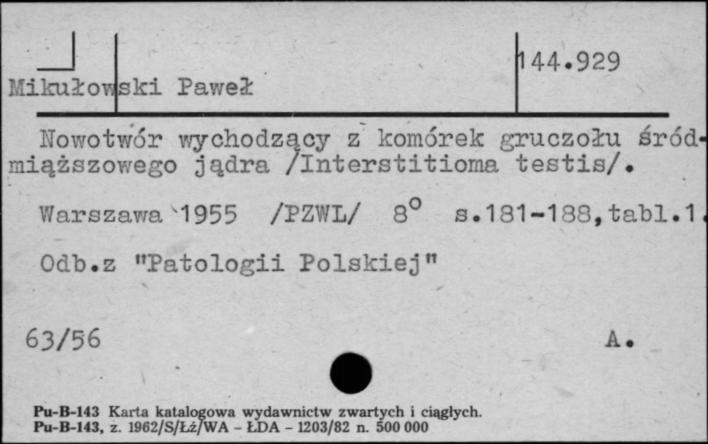 144.929
Mikułowski Paweł
Nowotwór wychodzący z komórek gruczołu śród-
miąższowego jądra /Interstitioma testis/.
Warszawa 1955 /PZWL/ 8° s.181-188,tabl.1.
Odb.z "Patologii Polskiej"
63/56 A.
Pu-B-143 Karta katalogowa wydawnictw zwartych i ciągłych.
Pu-B-143, z. 1962/S/Łż/WA - ŁDA - 1203/82 n. 500 000